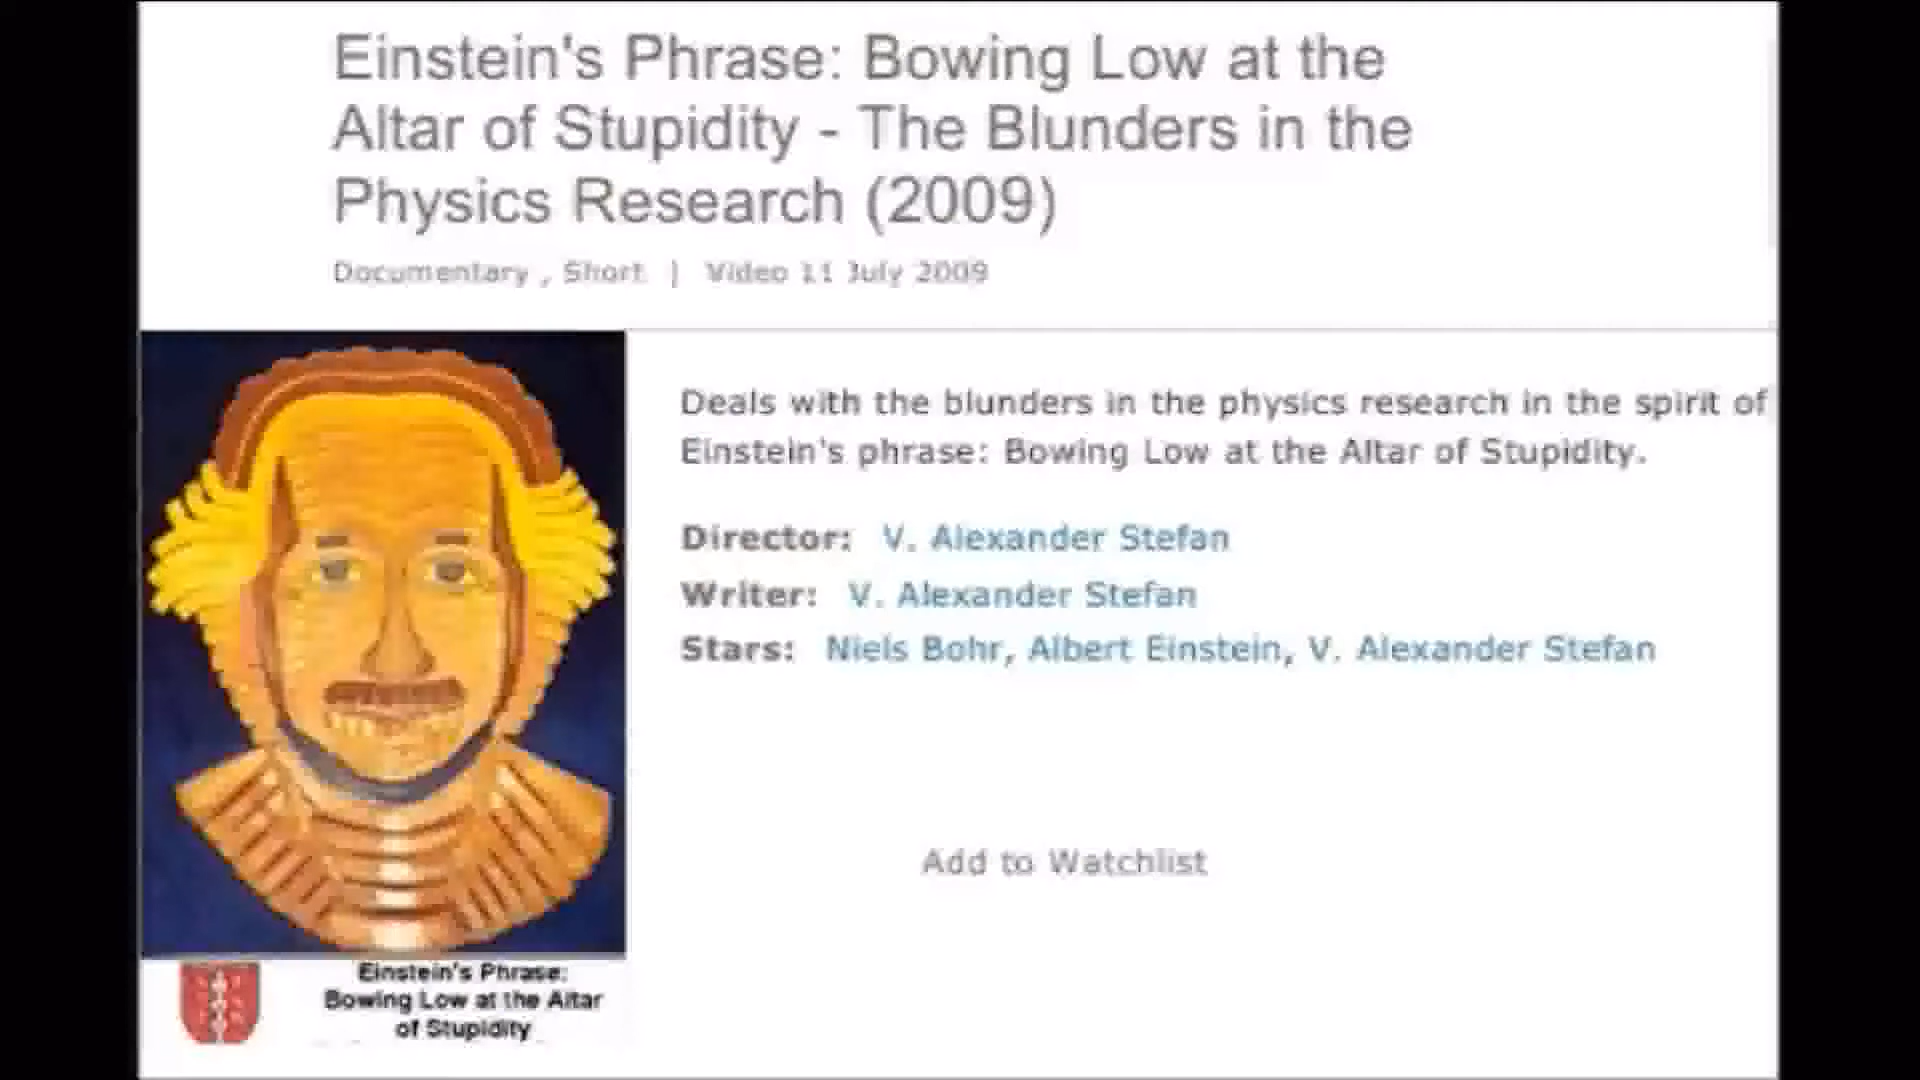 Einstein's Phrase: Bowing Low at the
Altar of Stupidity - The Blunders in the
Physics Research (2009)
Documentary , Short | Video 11 July 2009
Deals with the blunders in the physics research in the spirit of
Einstein's phrase: Bowing Low at the Altar of Stupidity.
Director: V. Alexander Stefan
Writer: V. Alexander Stefan
Stars: Niels Bohr, Albert Einstein, V. Alexander Stefan
Add to Watchlist
Einstein's Phrase:
Bowing Low at the Altar
of Stupidity